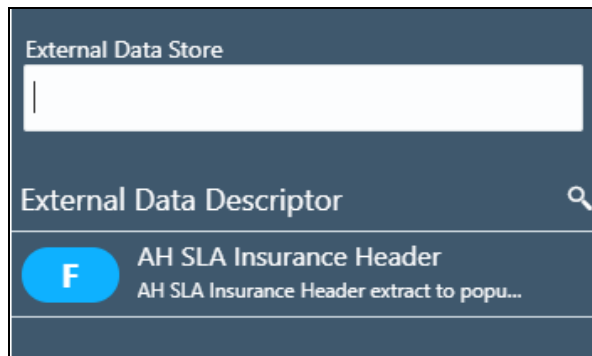 External Data Store
External Data Descriptor
F
AH SLA Insurance Header
AH SLA Insurance Header extract to popu...